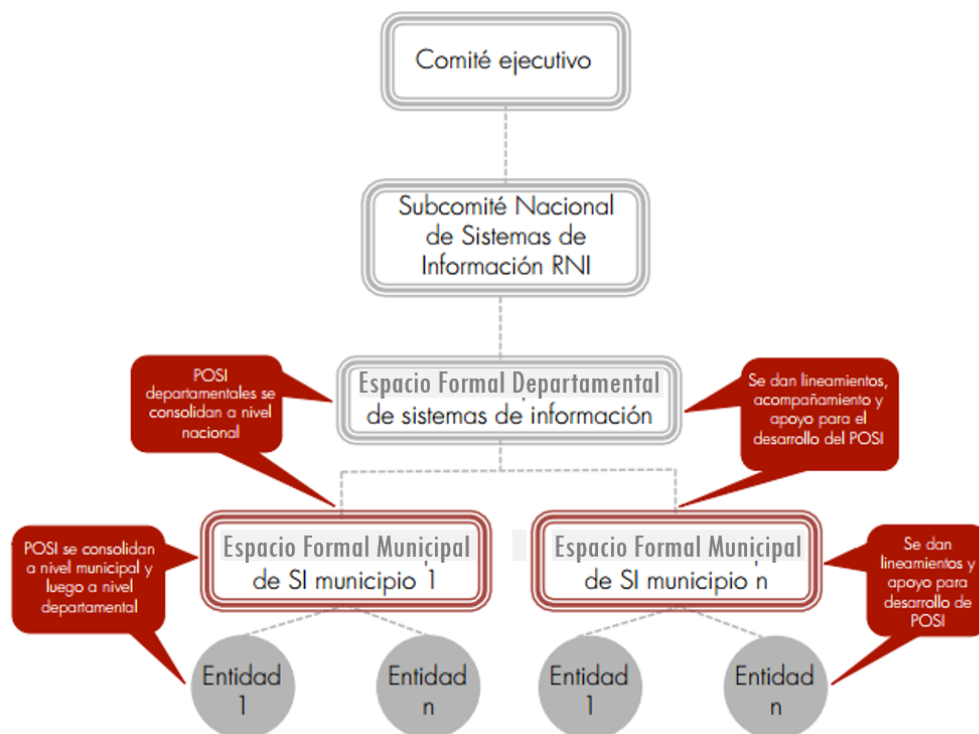 Comité ejecutivo
Subcomité Nacional
de Sistemas de
Información RNI
POSI
departamentales se
consolidan a nivel
nacional
Espacio Formal Departamental
de sistemas de información
Se dan lineamientos,
acompañamiento y
apoyo para el
desarrollo del POSI
POSI se consolidan
a nivel municipal y
luego a nivel
departamental
Espacio Formal Municipal
de SI municipio 1
Espacio Formal Municipal
de SI municipio n
Se dan
lineamientos y
apoyo para
desarrollo de
POSI
Entidad
1
Entidad
n
Entidad
1
Entidad
n